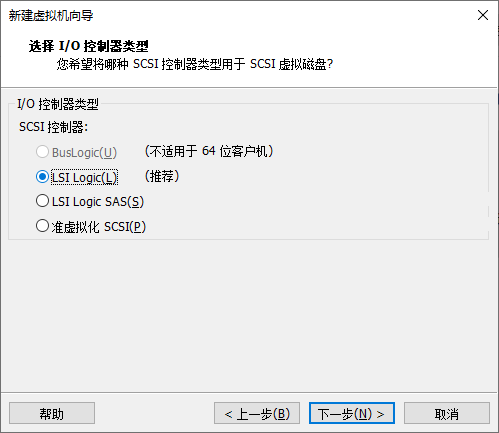 新建虚拟机向导
选择 I/O 控制器类型
您希望将哪种 SCSI 控制器类型用于 SCSI 虚拟磁盘?
I/O 控制器类型
SCSI 控制器:
BusLogic(U) (不适用于 64 位客户机)
LSI Logic(L) (推荐)
LSI Logic SAS(S)
准虚拟化 SCSI(P)
帮助 < 上一步(B) 下一步(N) > 取消